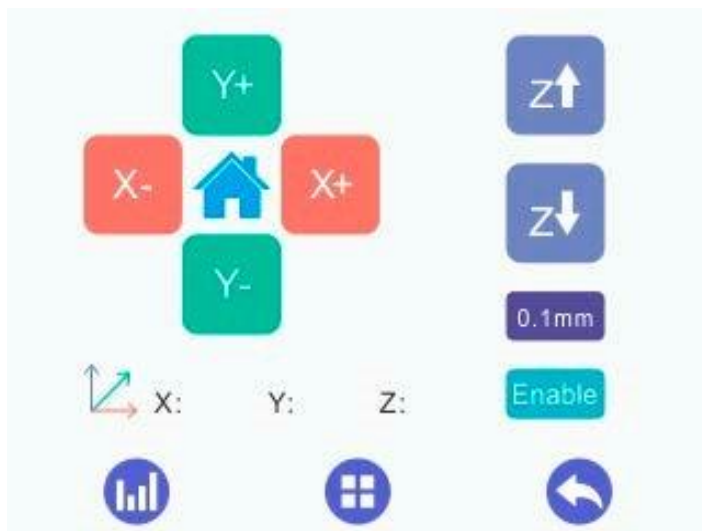 Y+
Z
X-
X+
Z
Y-
0.1mm
Enable
X:
Y:
Z: